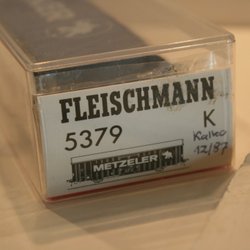 FLEISCHMANN
5379 K
METZELER
12/87